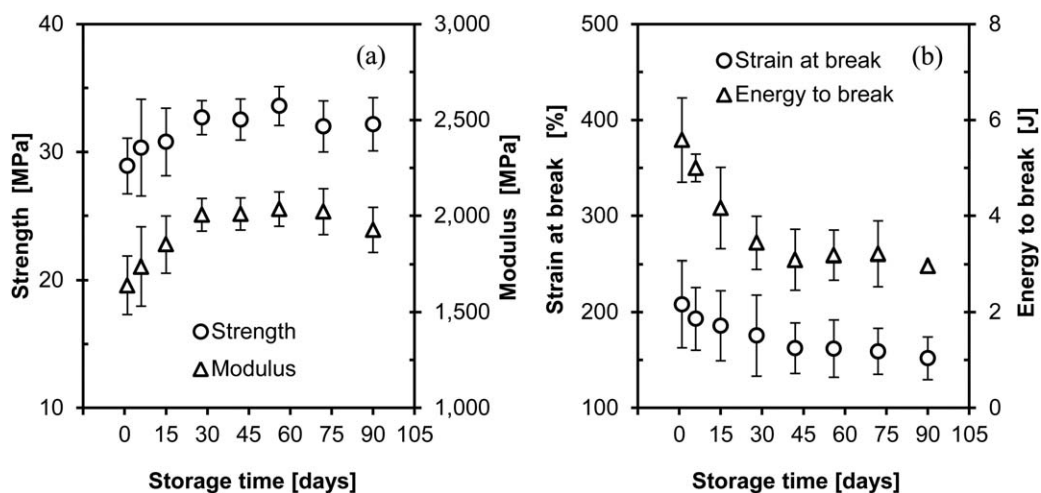 (a)
Strength [MPa]
40
30
20
10
3,000
2,500
2,000
1,500
1,000
Modulus [MPa]
Strength
Modulus
0 15 30 45 60 75 90 105
Storage time [days]
(b)
Strain at break [%]
500
400
300
200
100
8
6
4
2
0
Energy to break [J]
Strain at break
Energy to break
0 15 30 45 60 75 90 105
Storage time [days]